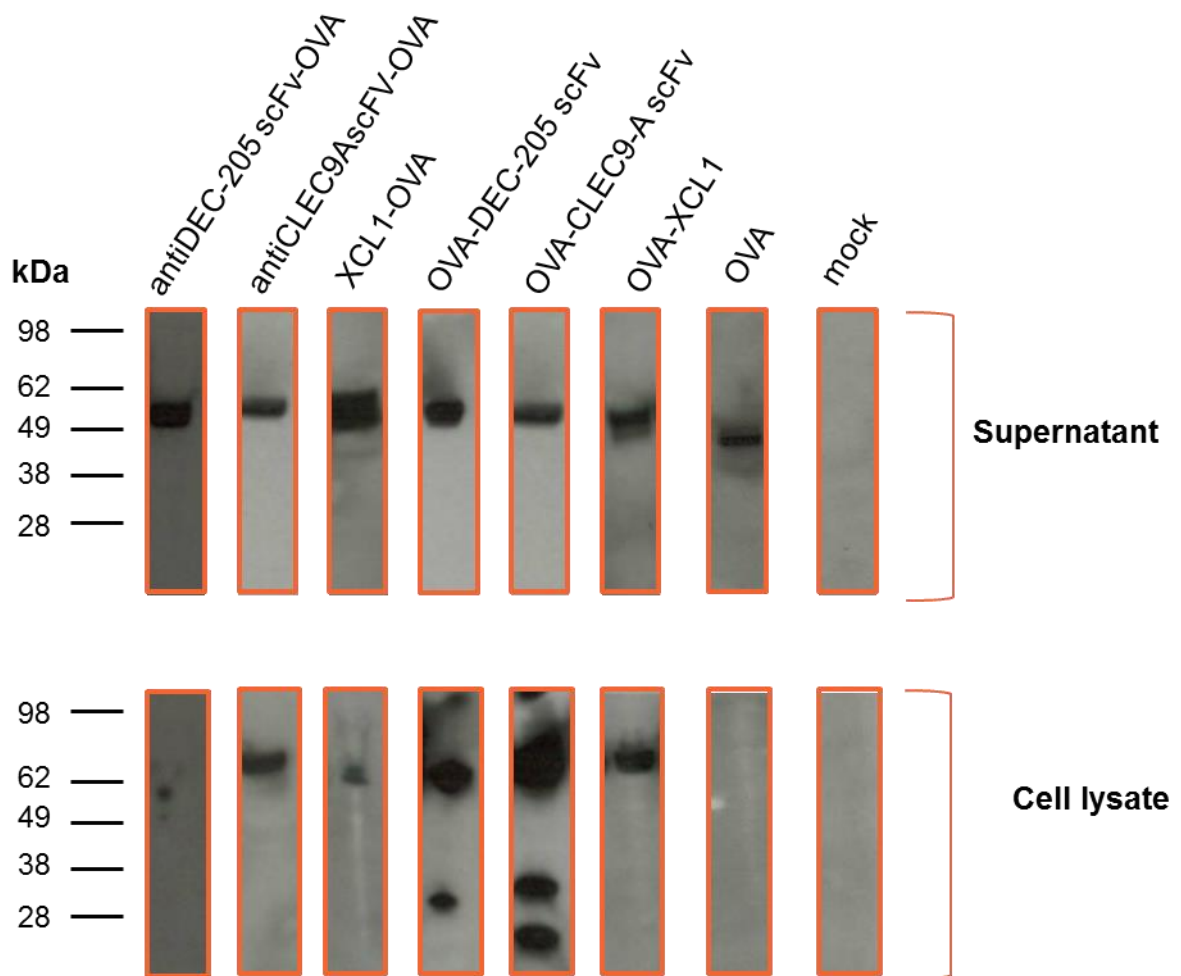 antiDEC-205 scFv-OVA
antiCLEC9AscFV-OVA
XCL1-OVA
OVA-DEC-205 scFv
OVA-CLEC9-A scFv
OVA-XCL1
OVA
mock
kDa
98
62
49
38
28
Supernatant
98
62
49
38
28
Cell lysate